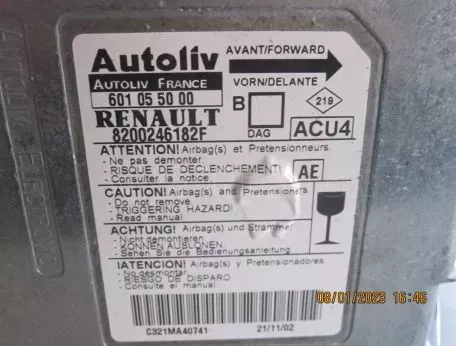 Autoliv
AVANT/FORWARD
AUTOLIV FRANCE
VORN/DELANTE
601 05 50 00
B
219
RENAULT
8200246182F
DAG
ACU4
ATTENTION! Airbag(s) et Pretensionneurs.
- Ne pas demonter.
- RISQUE DE DECLENCHEMENT!
- Consulter la notice.
AE
CAUTION! Airbag(s) and Pretensioners
- Do not remove
- TRIGGERING HAZARD!
- Read manual
ACHTUNG! Airbag(s) und Strammer
- Nicht demontieren
- KÖNNEN AUSLÖSEN
- Sehen Sie die Bedienungsanleitung
¡ATENCION! Airbag(s) y Pretensionadores
- No desmontar
- RIESGO DE DISPARO
- Consulte el manual
C321MA40741
21/11/02
08/01/2023 16:46